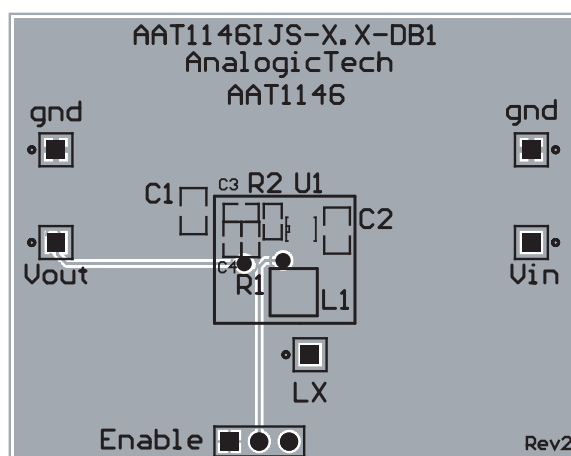 AAT1146IJS-X.X-DB1
AnalogicTech
AAT1146
gnd
gnd
C1
C3
R2
U1
C2
Vout
C4
R1
L1
Vin
LX
Enable
Rev2